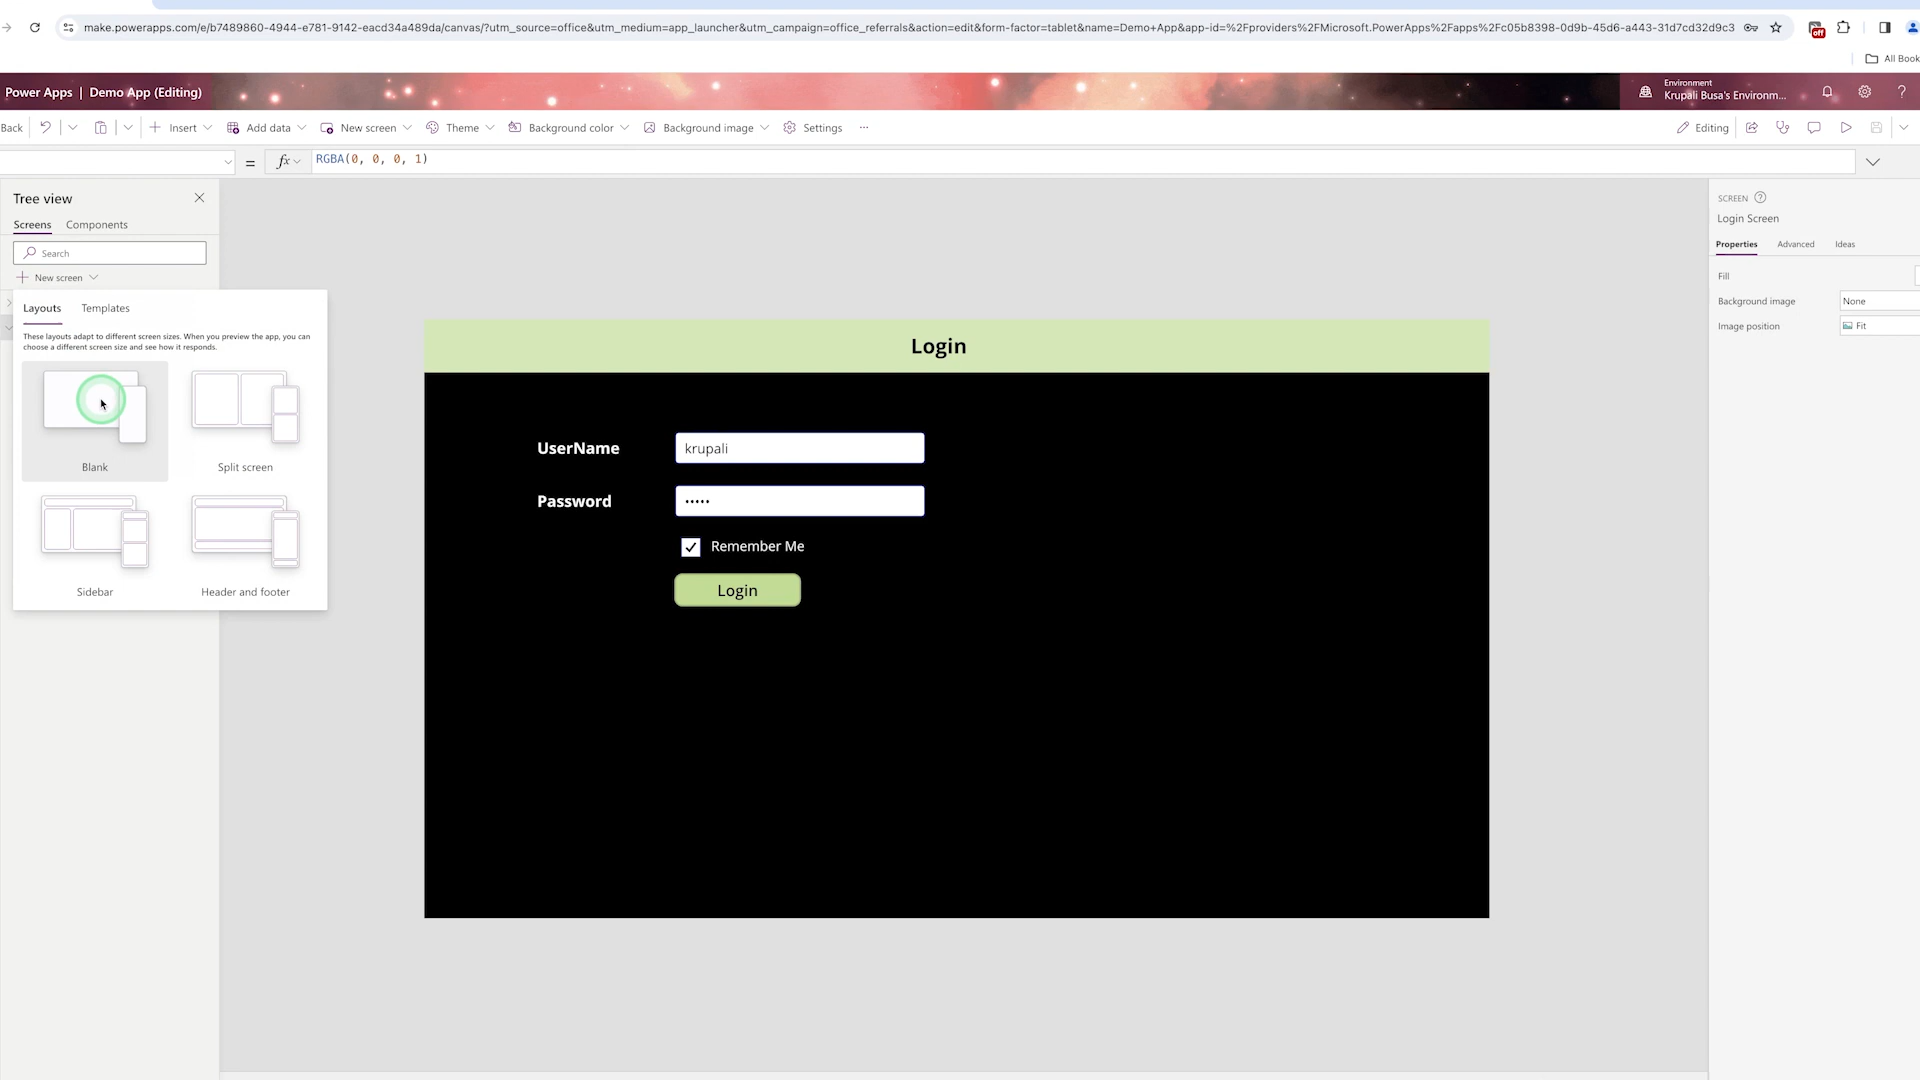 make.powerapps.com/e/b7489860-4944-e781-9142-eacd34a489da/canvas/?utm_source=office&utm_medium=app_launcher&utm_campaign=office_referrals&action=edit&form-factor=tablet&name=Demo+App&app-id=%2Fproviders%2FMicrosoft.PowerApps%2Fapps%2Fc05b8398-0d9b-45d6-a443-31d7cd32d9c3
off
All Book
Power Apps | Demo App (Editing)
Environment
Krupali Busa's Environm...
Back
Insert
Add data
New screen
Theme
Background color
Background image
Settings
...
Editing
= fx RGBA(0, 0, 0, 1)
Tree view
Screens Components
Search
New screen
Layouts Templates
These layouts adapt to different screen sizes. When you preview the app, you can
choose a different screen size and see how it responds.
Blank
Split screen
Sidebar
Header and footer
Login
UserName krupali
Password •••••
Remember Me
Login
SCREEN
Login Screen
Properties Advanced Ideas
Fill
Background image None
Image position Fit